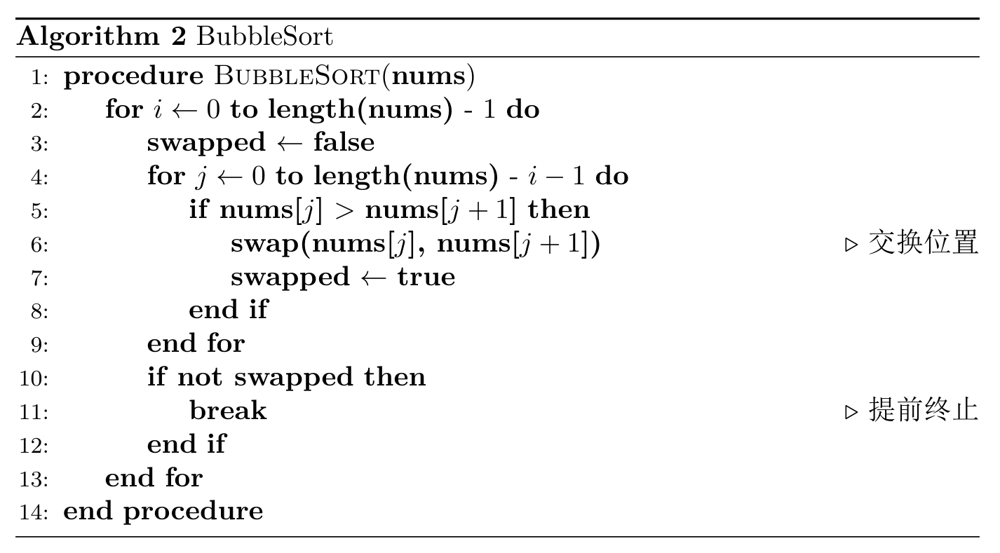 Algorithm 2 BubbleSort
1: procedure BUBBLESORT(nums)
2: for i ← 0 to length(nums) - 1 do
3: swapped ← false
4: for j ← 0 to length(nums) - i − 1 do
5: if nums[j] > nums[j + 1] then
6: swap(nums[j], nums[j + 1]) ▷ 交换位置
7: swapped ← true
8: end if
9: end for
10: if not swapped then
11: break ▷ 提前终止
12: end if
13: end for
14: end procedure